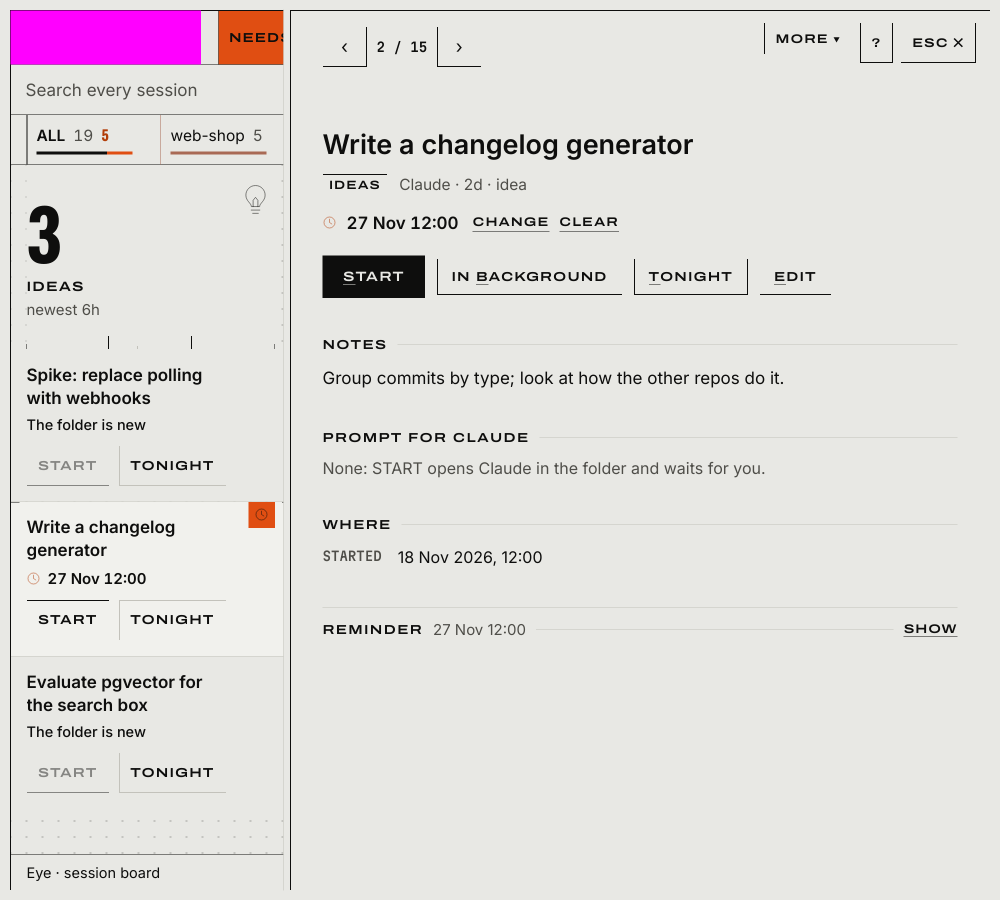 Search every session
ALL 19 5
web-shop 5
3
IDEAS
newest 6h
Spike: replace polling
with webhooks
The folder is new
START TONIGHT
Write a changelog
generator
27 Nov 12:00
START TONIGHT
Evaluate pgvector for
the search box
The folder is new
START TONIGHT
Eye · session board
‹ 2 / 15 ›
MORE ▾ ? ESC ✕
Write a changelog generator
IDEAS Claude · 2d · idea
27 Nov 12:00 CHANGE CLEAR
START IN BACKGROUND TONIGHT EDIT
NOTES
Group commits by type; look at how the other repos do it.
PROMPT FOR CLAUDE
None: START opens Claude in the folder and waits for you.
WHERE
STARTED 18 Nov 2026, 12:00
REMINDER 27 Nov 12:00 SHOW